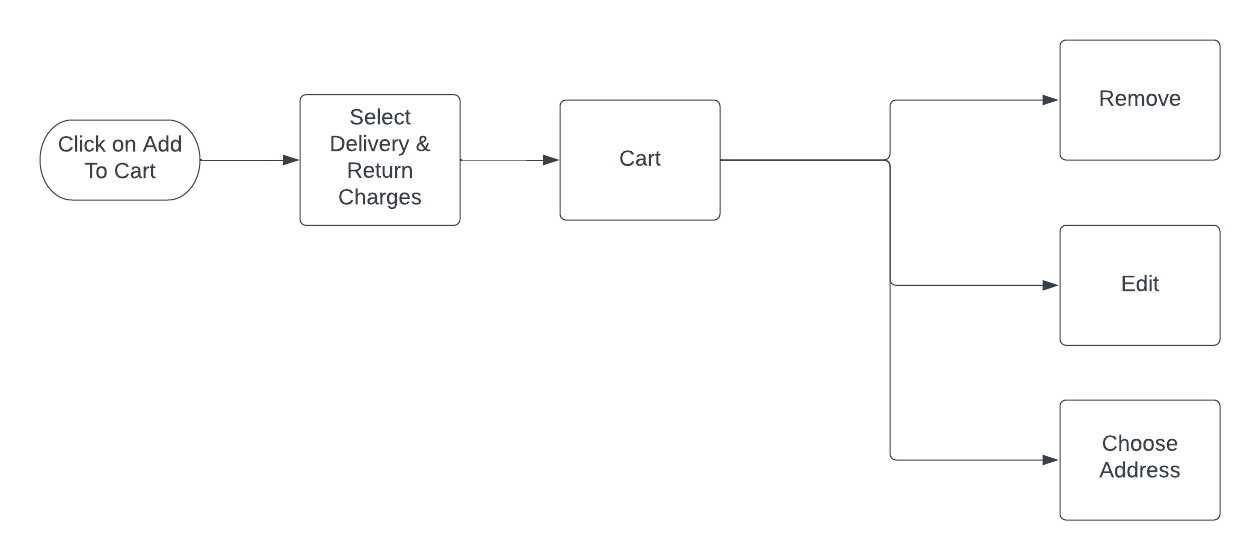 Click on Add
To Cart
Select
Delivery &
Return
Charges
Cart
Remove
Edit
Choose
Address